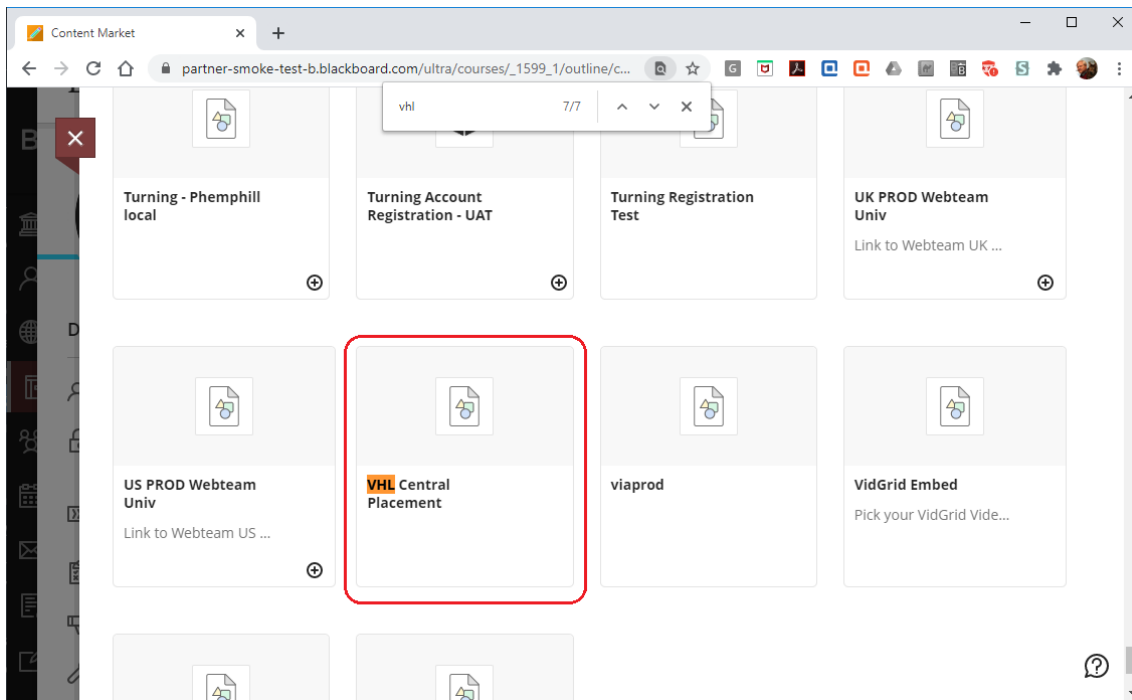 Content Market
partner-smoke-test-b.blackboard.com/ultra/courses/_1599_1/outline/c...
vhl 7/7
Turning - Phemphill
local
Turning Account
Registration - UAT
Turning Registration
Test
UK PROD Webteam
Univ
Link to Webteam UK ...
US PROD Webteam
Univ
Link to Webteam US ...
VHL Central
Placement
viaprod
VidGrid Embed
Pick your VidGrid Vide...